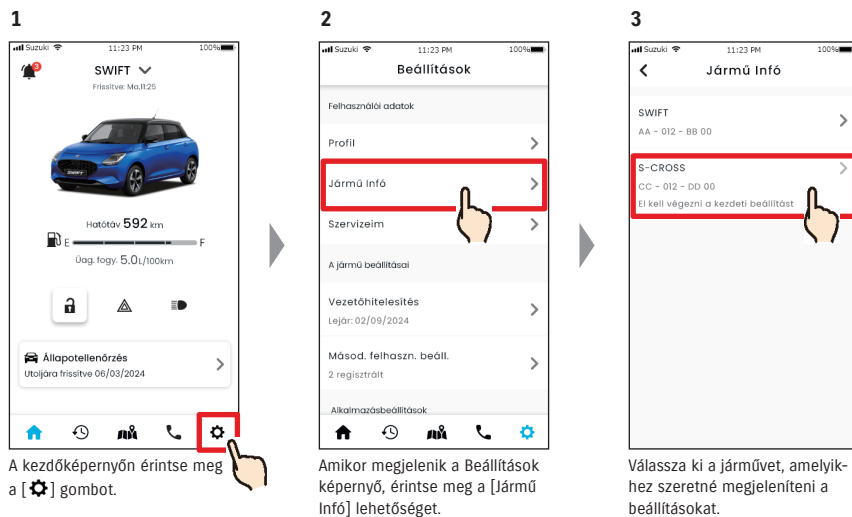 1
Suzuki 11:23 PM 100%
3
SWIFT
Frissítve: Ma,11:25
SWIFT
Hatótáv 592 km
E F
Üag. fogy. 5.0L/100km
Állapotellenőrzés
Utoljára frissítve 06/03/2024
A kezdőképernyőn érintse meg
a [ ] gombot.
2
Suzuki 11:23 PM 100%
Beállítások
Felhasználói adatok
Profil
Jármű Infó
Szervizeim
A jármű beállításai
Vezetőhitelesítés
Lejár: 02/09/2024
Másod. felhaszn. beáll.
2 regisztrált
Alkalmazásbeállítások
Amikor megjelenik a Beállítások
képernyő, érintse meg a [Jármű
Infó] lehetőséget.
3
Suzuki 11:23 PM 100%
Jármű Infó
SWIFT
AA - 012 - BB 00
S-CROSS
CC - 012 - DD 00
El kell végezni a kezdeti beállítást
Válassza ki a járművet, amelyik-
hez szeretné megjeleníteni a
beállításokat.